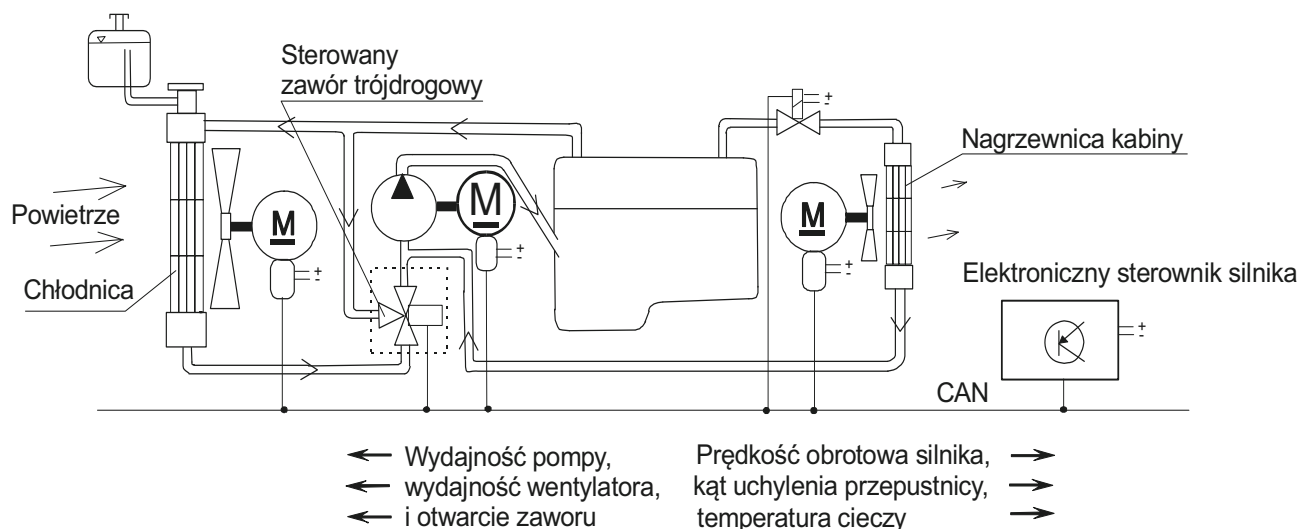 Sterowany
zawór trójdrogowy
+
-
Nagrzewnica kabiny
Powietrze
M
+
-
M
+
-
M
+
-
Chłodnica
Elektroniczny sterownik silnika
+
-
CAN
Wydajność pompy,
wydajność wentylatora,
i otwarcie zaworu
Prędkość obrotowa silnika,
kąt uchylenia przepustnicy,
temperatura cieczy